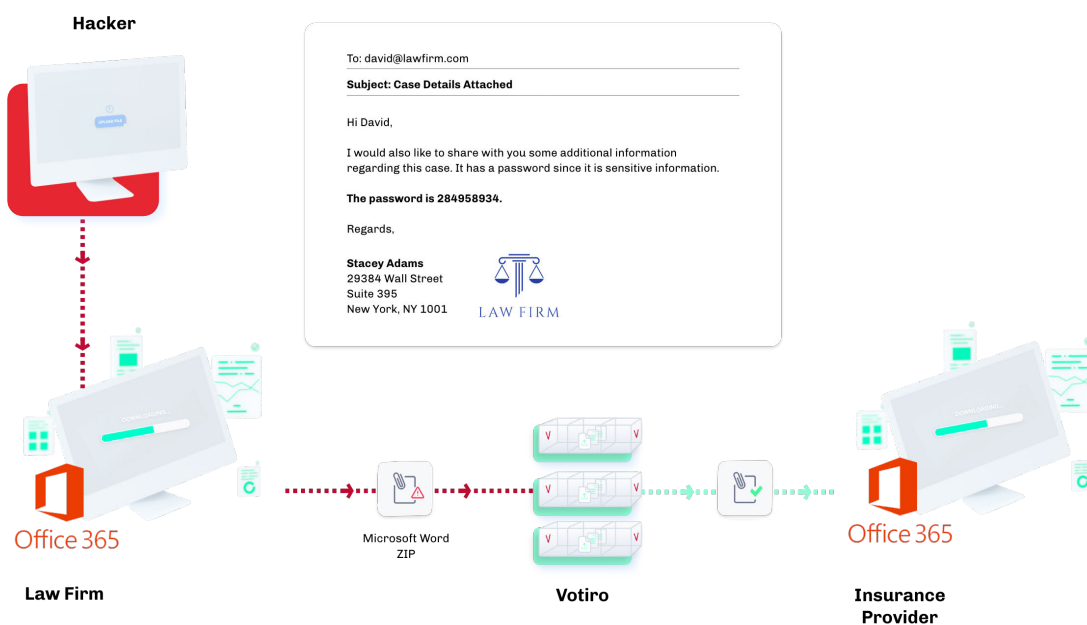 Hacker
To: david@lawfirm.com
Subject: Case Details Attached
Hi David,
I would also like to share with you some additional information
regarding this case. It has a password since it is sensitive information.
The password is 284958934.
Regards,
Stacey Adams
29384 Wall Street
Suite 395
New York, NY 1001
LAW FIRM
Office 365
Law Firm
Microsoft Word
ZIP
V V
V V
V V
Votiro
Office 365
Insurance
Provider